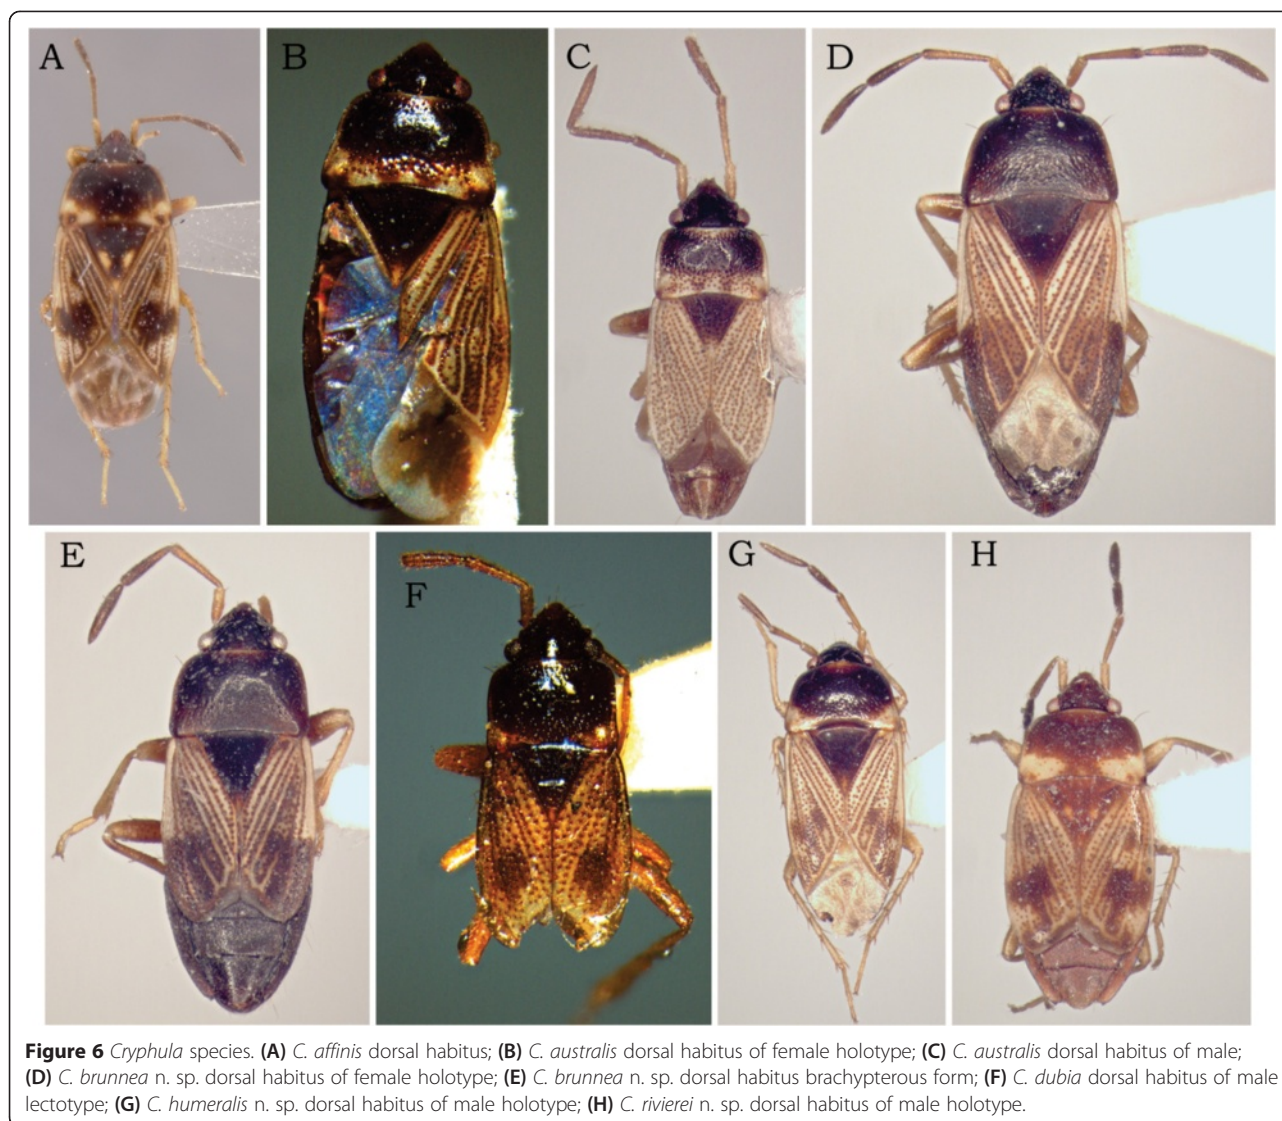 A
B
C
D
E
F
G
H
Figure 6 Cryphula species. (A) C. affinis dorsal habitus; (B) C. australis dorsal habitus of female holotype; (C) C. australis dorsal habitus of male;
(D) C. brunnea n. sp. dorsal habitus of female holotype; (E) C. brunnea n. sp. dorsal habitus brachypterous form; (F) C. dubia dorsal habitus of male
lectotype; (G) C. humeralis n. sp. dorsal habitus of male holotype; (H) C. rivierei n. sp. dorsal habitus of male holotype.